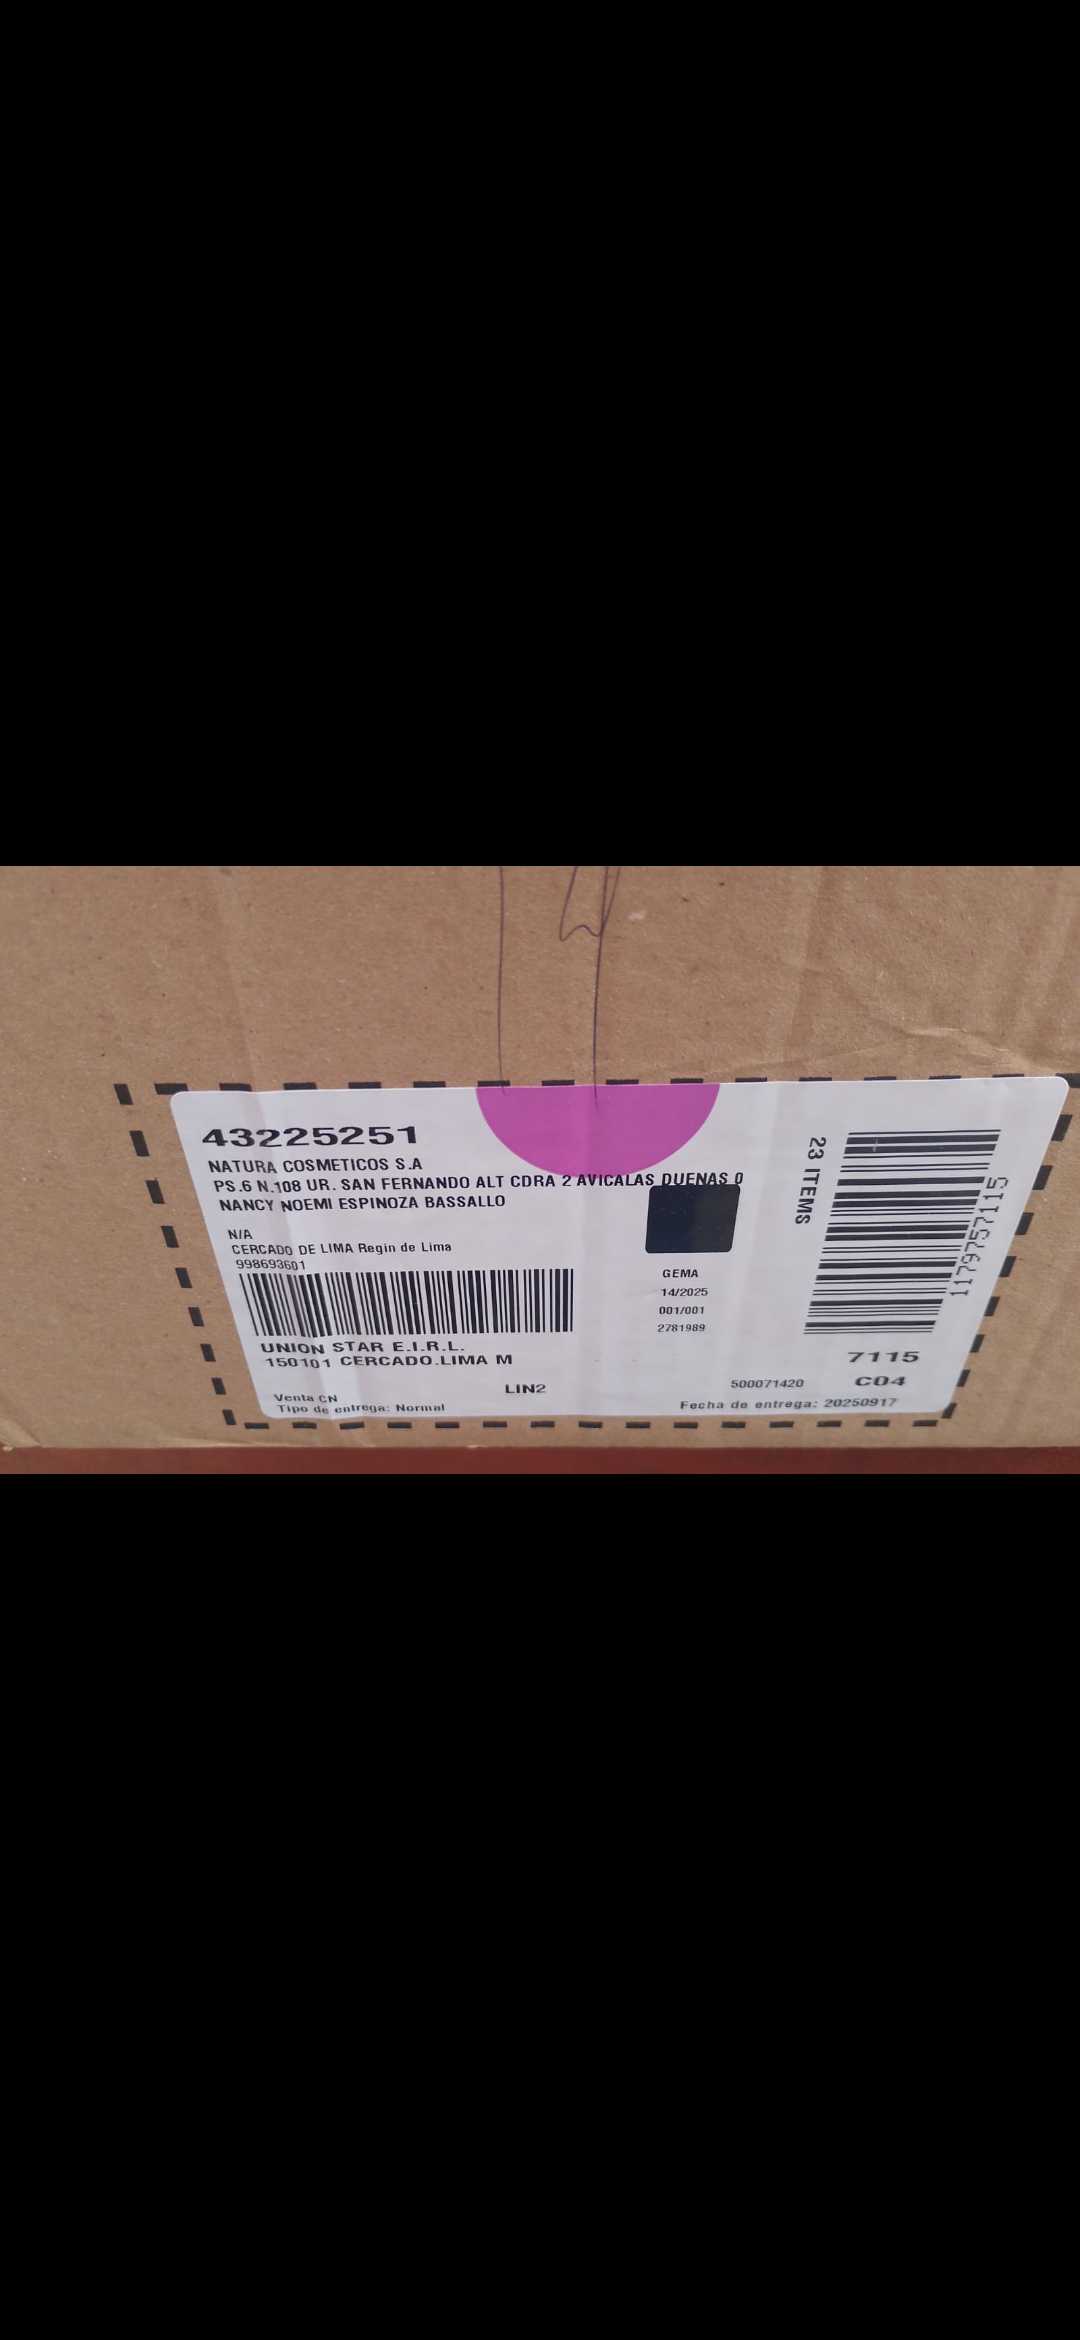 43225251
NATURA COSMETICOS S.A
PS.6 N.108 UR. SAN FERNANDO ALT CDRA 2 AVICALAS DUENAS 0
NANCY NOEMI ESPINOZA BASSALLO
N/A
CERCADO DE LIMA Regin de Lima
998693601
UNION STAR E.I.R.L.
150101 CERCADO.LIMA M
LIN2
Venta CN
Tipo de entrega: Normal
GEMA
14/2025
001/001
2781989
23 ITEMS
1179757115
7115
500071420
C04
Fecha de entrega: 20250917